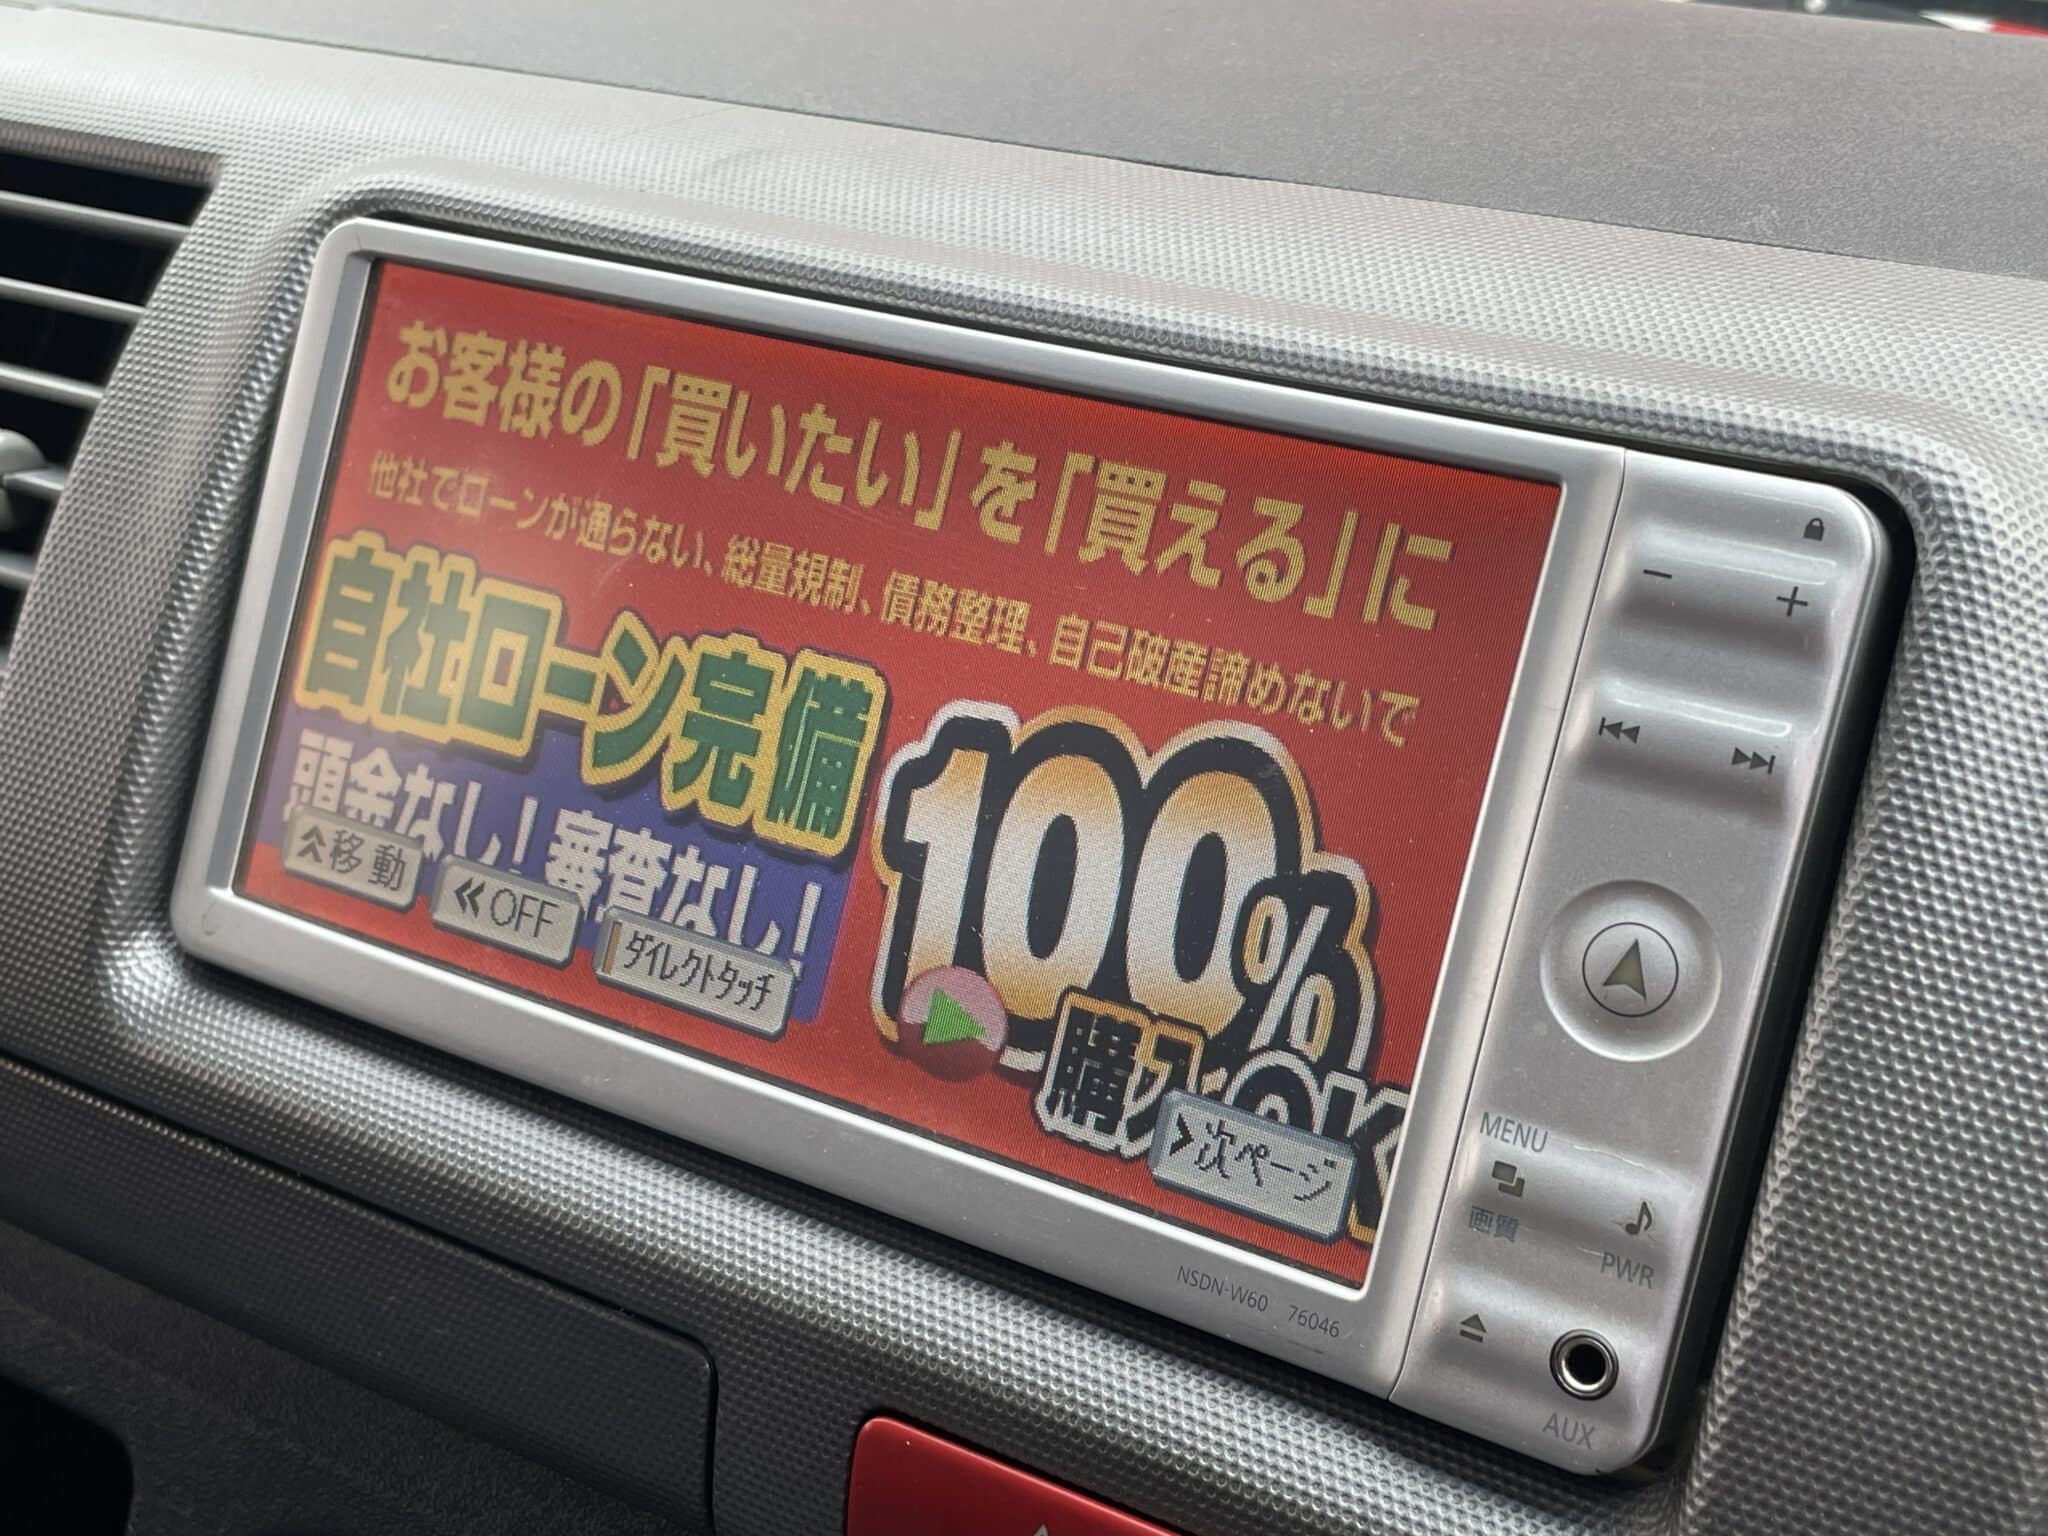 お客様の「買いたい」を「買える」に
他社でローンが通らない、総量規制、債務整理、自己破産諦めないで
自社ローン完備
頭金なし!審査なし!
100%
購入OK
移動
OFF
ダイレクトタッチ
次ページ
NSDN-W60 76046
MENU
画質
PWR
AUX